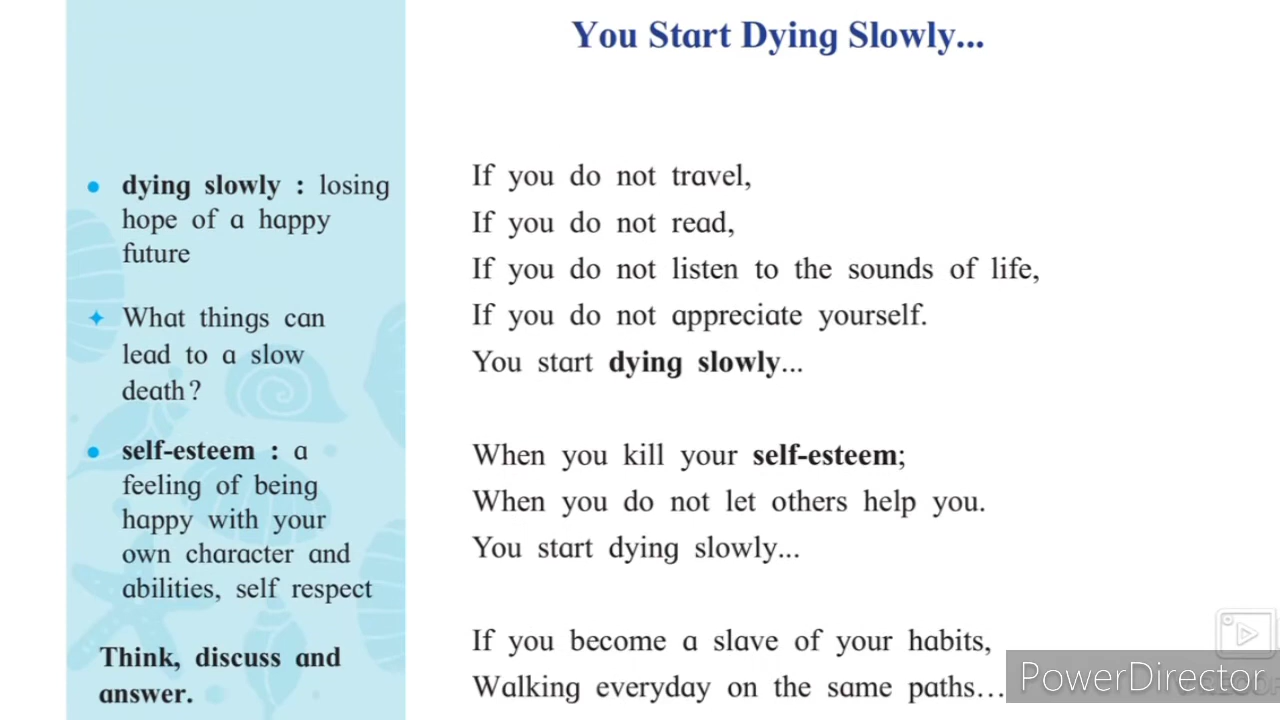 You Start Dying Slowly...
dying slowly : losing
hope of a happy
future
What things can
lead to a slow
death?
self-esteem : a
feeling of being
happy with your
own character and
abilities, self respect
Think, discuss and
answer.
If you do not travel,
If you do not read,
If you do not listen to the sounds of life,
If you do not appreciate yourself.
You start dying slowly...
When you kill your self-esteem;
When you do not let others help you.
You start dying slowly...
If you become a slave of your habits,
Walking everyday on the same paths...
PowerDirector